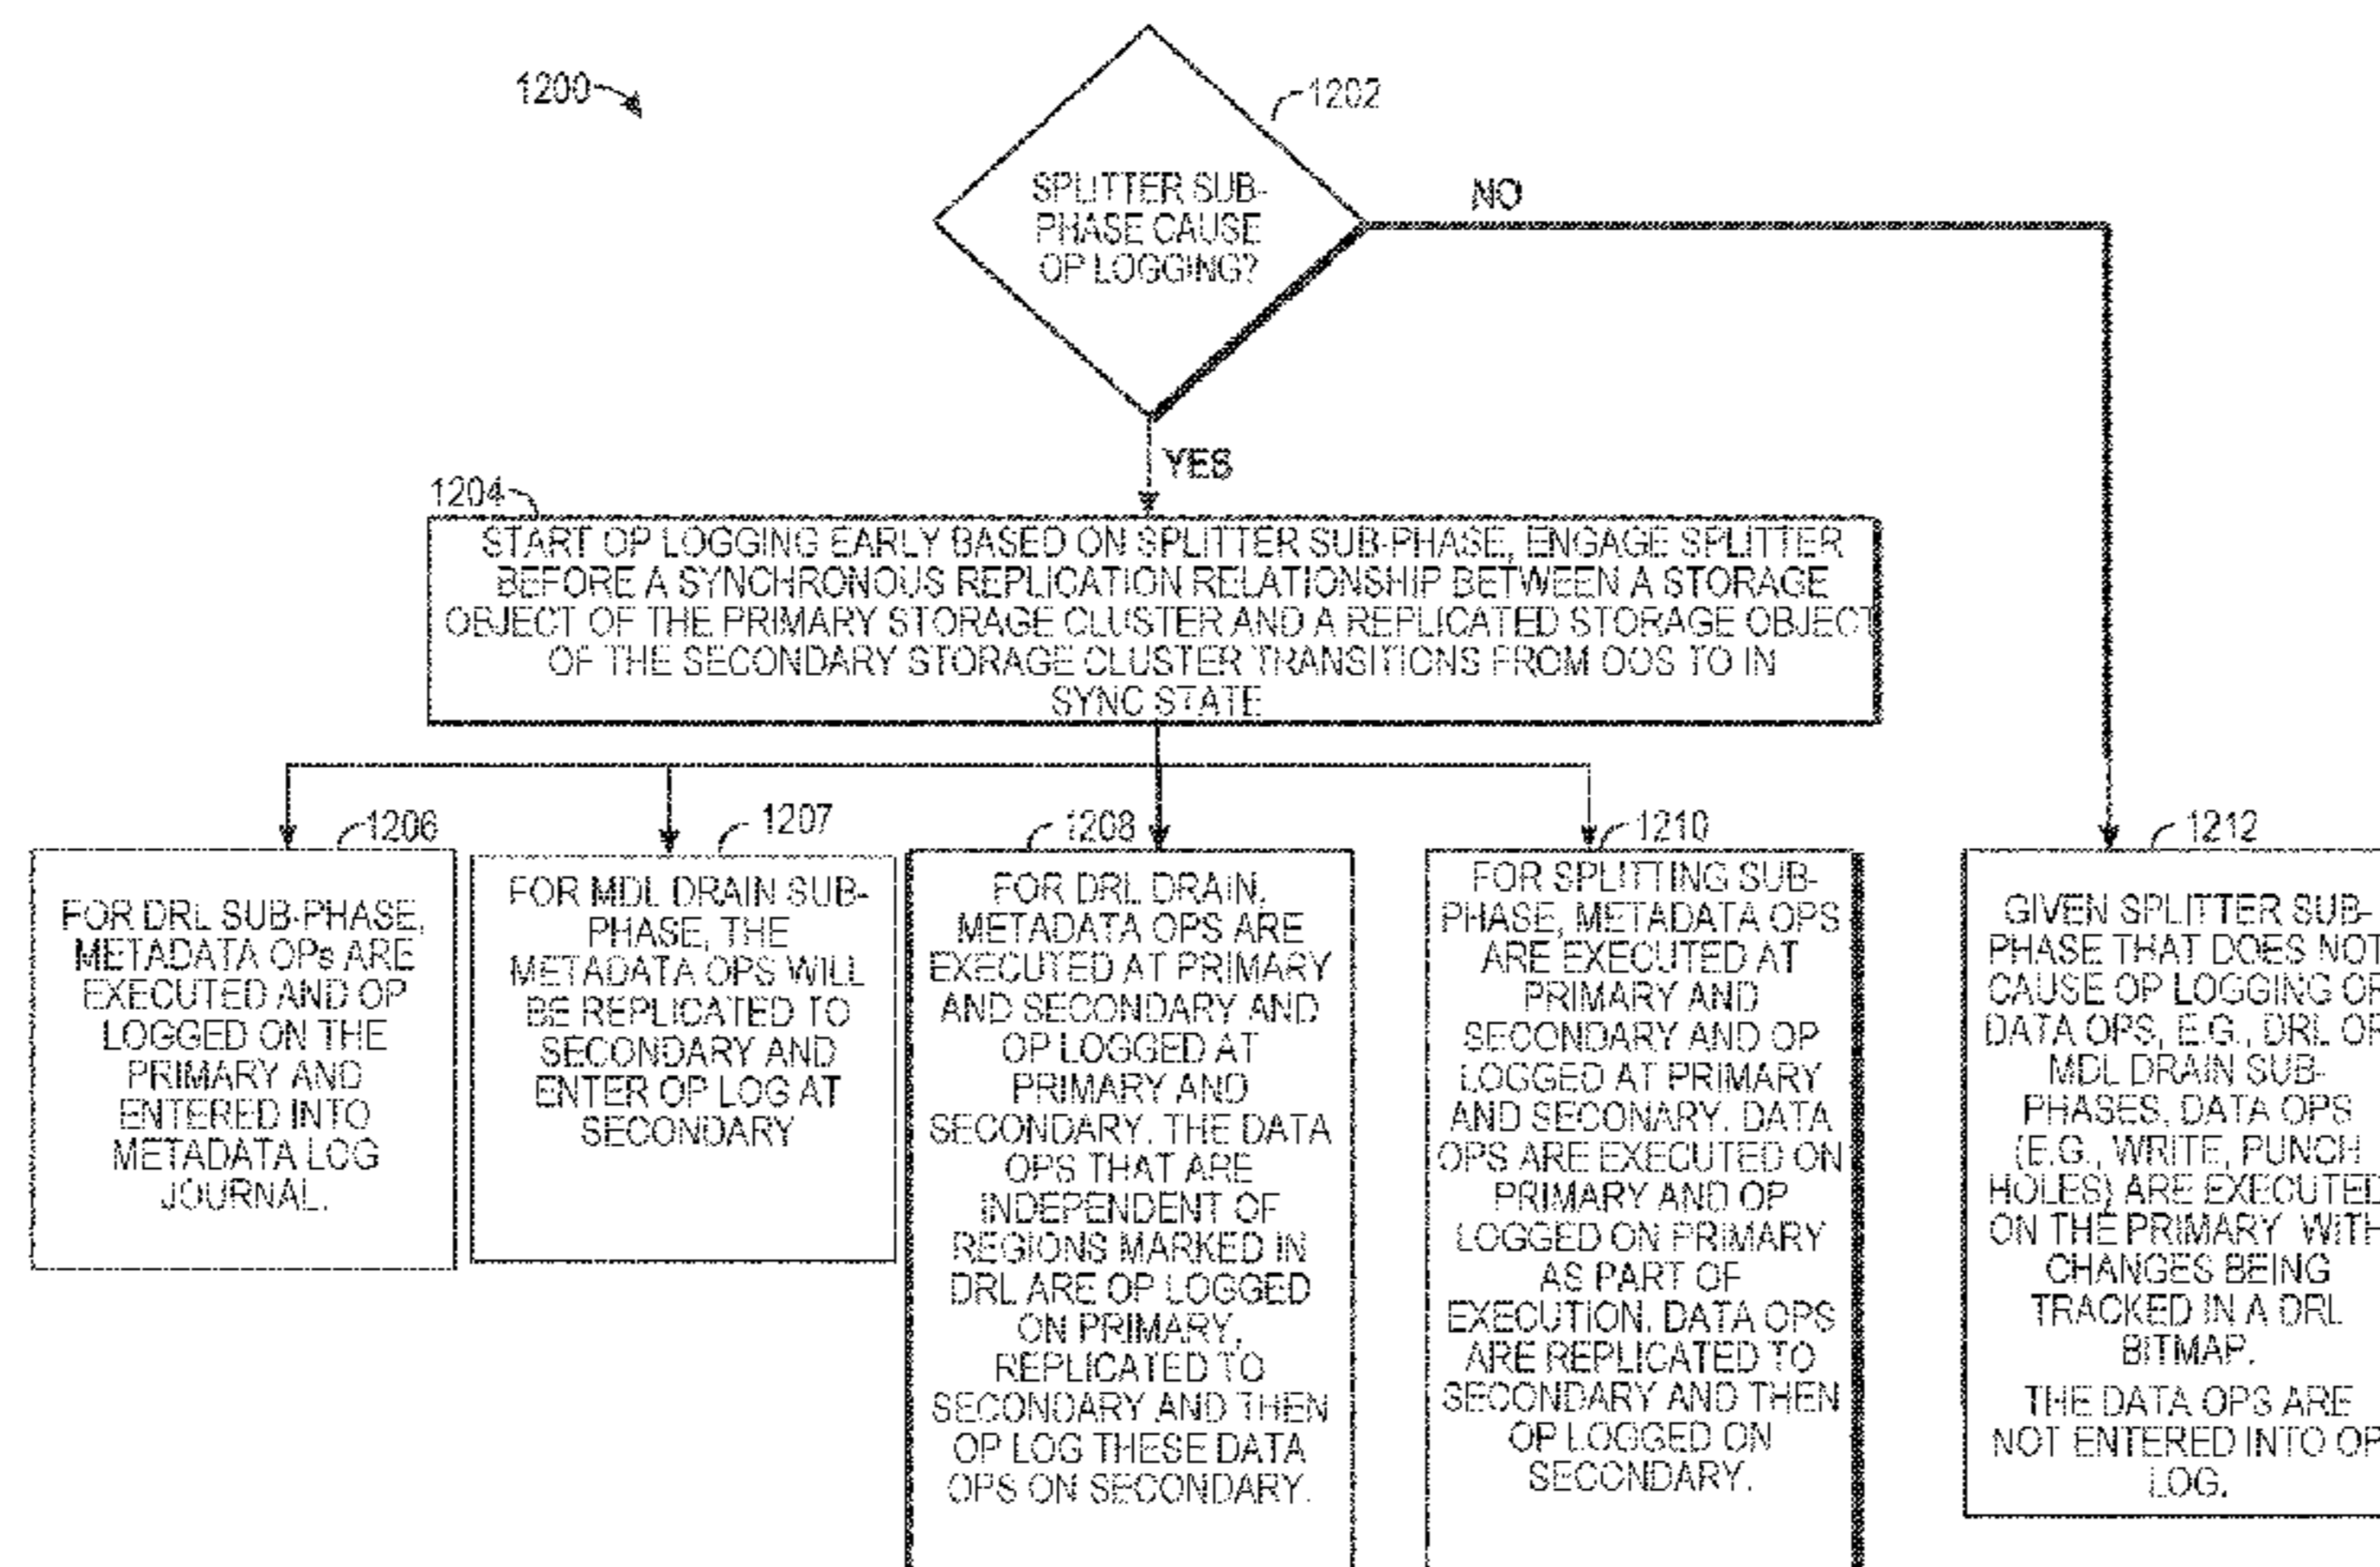 1200
1202
SPLITTER SUB-
PHASE CAUSE
OP LOGGING?
NO
YES
1204
START OP LOGGING EARLY BASED ON SPLITTER SUB-PHASE, ENGAGE SPLITTER
BEFORE A SYNCHRONOUS REPLICATION RELATIONSHIP BETWEEN A STORAGE
OBJECT OF THE PRIMARY STORAGE CLUSTER AND A REPLICATED STORAGE OBJECT
OF THE SECONDARY STORAGE CLUSTER TRANSITIONS FROM OOS TO IN
SYNC STATE
1206
FOR DRL SUB-PHASE,
METADATA OPs ARE
EXECUTED AND OP
LOGGED ON THE
PRIMARY AND
ENTERED INTO
METADATA LOG
JOURNAL.
1207
FOR MDL DRAIN SUB-
PHASE, THE
METADATA OPS WILL
BE REPLICATED TO
SECONDARY AND
ENTER OP LOG AT
SECONDARY
1208
FOR DRL DRAIN,
METADATA OPS ARE
EXECUTED AT PRIMARY
AND SECONDARY AND
OP LOGGED AT
PRIMARY AND
SECONDARY. THE DATA
OPS THAT ARE
INDEPENDENT OF
REGIONS MARKED IN
DRL ARE OP LOGGED
ON PRIMARY,
REPLICATED TO
SECONDARY AND THEN
OP LOG THESE DATA
OPS ON SECONDARY.
1210
FOR SPLITTING SUB-
PHASE, METADATA OPS
ARE EXECUTED AT
PRIMARY AND
SECONDARY AND OP
LOGGED AT PRIMARY
AND SECONARY. DATA
OPS ARE EXECUTED ON
PRIMARY AND OP
LOGGED ON PRIMARY
AS PART OF
EXECUTION. DATA OPS
ARE REPLICATED TO
SECONDARY AND THEN
OP LOGGED ON
SECONDARY.
1212
GIVEN SPLITTER SUB-
PHASE THAT DOES NOT
CAUSE OP LOGGING OF
DATA OPS, E.G., DRL OR
MDL DRAIN SUB-
PHASES, DATA OPS
(E.G., WRITE, PUNCH
HOLES) ARE EXECUTED
ON THE PRIMARY WITH
CHANGES BEING
TRACKED IN A DRL
BITMAP.
THE DATA OPS ARE
NOT ENTERED INTO OP
LOG.